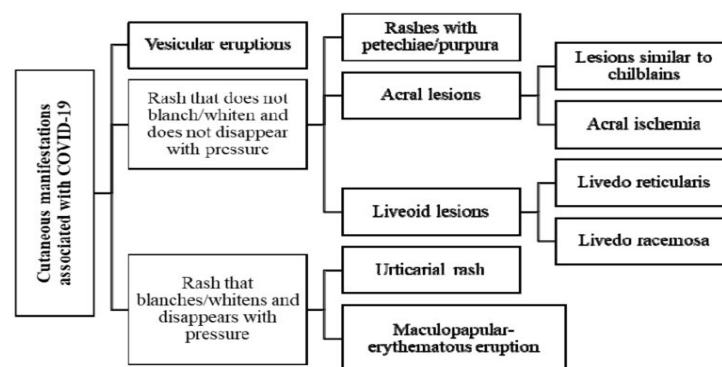 Cutaneous manifestations
associated with COVID-19
Vesicular eruptions
Rash that does not
blanch/whiten and
does not disappear
with pressure
Rashes with
petechiae/purpura
Acral lesions
Lesions similar to
chilblains
Acral ischemia
Liveoid lesions
Livedo reticularis
Livedo racemosa
Rash that
blanches/whitens and
disappears with
pressure
Urticarial rash
Maculopapular-
erythematous eruption